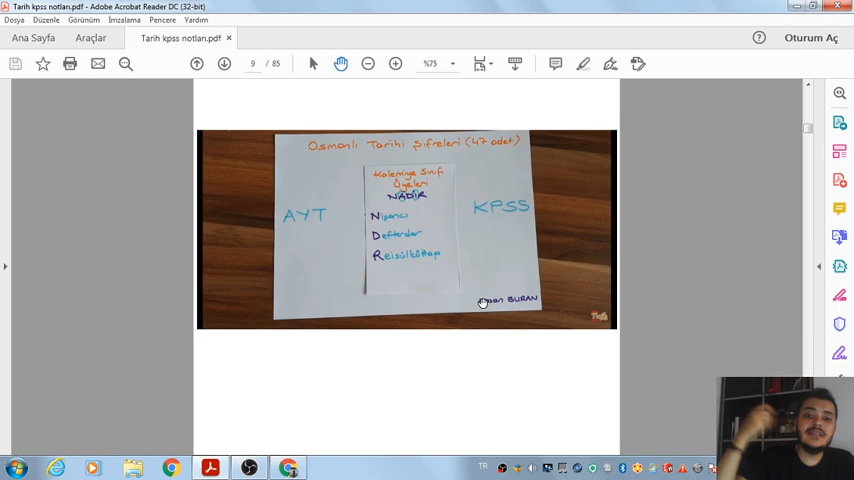 Tarih kpss notları.pdf - Adobe Acrobat Reader DC (32-bit)
Dosya Düzenle Görünüm İmzalama Pencere Yardım
Ana Sayfa Araçlar Tarih kpss notları.pdf × Oturum Aç
9 / 85 %75
Osmanlı Tarihi Şifreleri (47 adet)
Kalemiye Sınıfı
Üyeleri
NADİR
AYT
KPSS
Nişancı
Defterdar
Reisülküttap
BURAN
TR